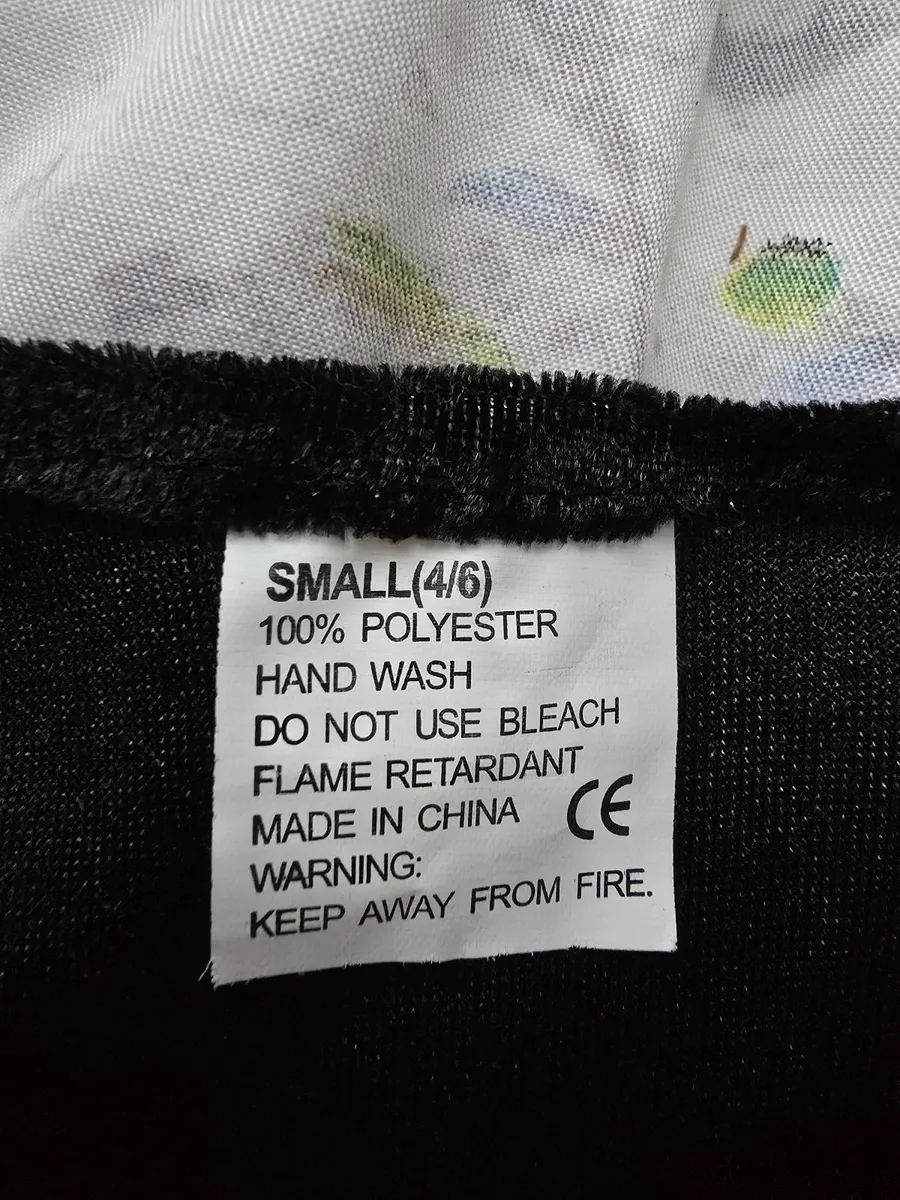 SMALL(4/6)
100% POLYESTER
HAND WASH
DO NOT USE BLEACH
FLAME RETARDANT
MADE IN CHINA CE
WARNING:
KEEP AWAY FROM FIRE.